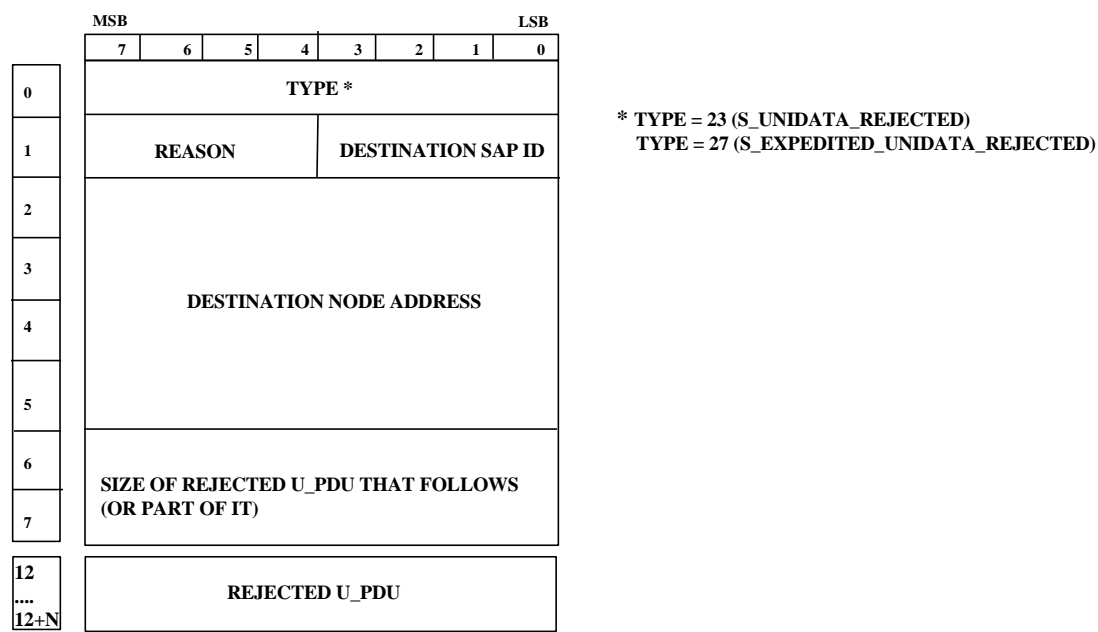 MSB LSB
7 6 5 4 3 2 1 0
0 TYPE *
* TYPE = 23 (S_UNIDATA_REJECTED)
TYPE = 27 (S_EXPEDITED_UNIDATA_REJECTED)
1 REASON DESTINATION SAP ID
2
3
DESTINATION NODE ADDRESS
4
5
6
SIZE OF REJECTED U_PDU THAT FOLLOWS
(OR PART OF IT)
7
12
....
12+N
REJECTED U_PDU